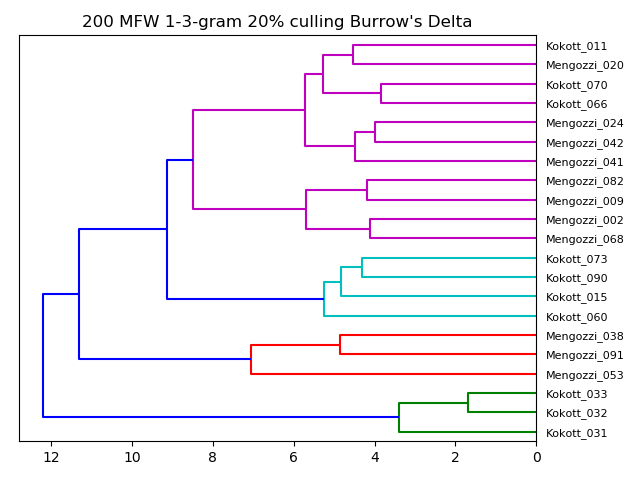 200 MFW 1-3-gram 20% culling Burrow's Delta
Kokott_011
Mengozzi_020
Kokott_070
Kokott_066
Mengozzi_024
Mengozzi_042
Mengozzi_041
Mengozzi_082
Mengozzi_009
Mengozzi_002
Mengozzi_068
Kokott_073
Kokott_090
Kokott_015
Kokott_060
Mengozzi_038
Mengozzi_091
Mengozzi_053
Kokott_033
Kokott_032
Kokott_031
12 10 8 6 4 2 0